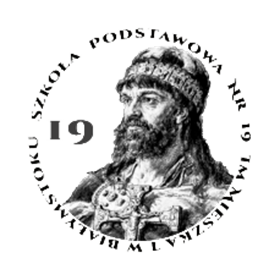 SZKOŁA PODSTAWOWA NR 19 IM MIESZKA I W BIAŁYMSTOKU
19